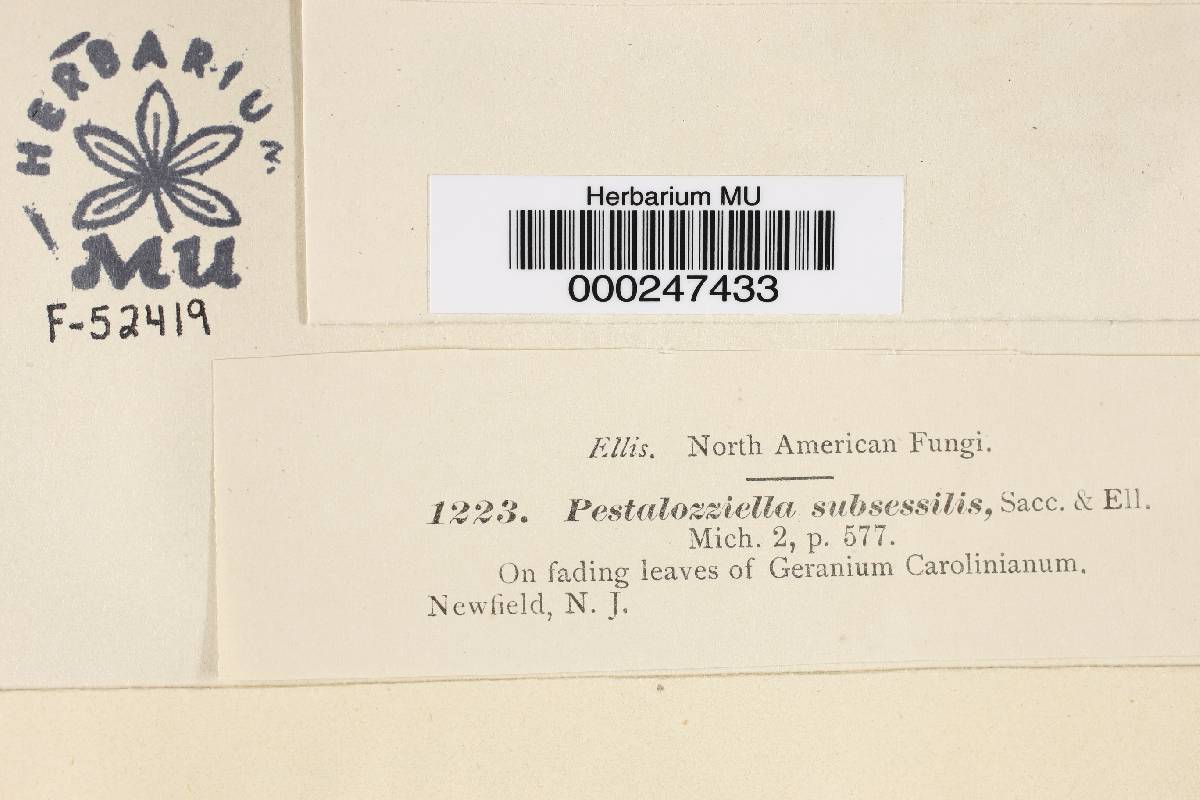 HERBARIUM
MU
F-52419
Herbarium MU
000247433
Ellis. North American Fungi.
1223. Pestalozziella subsessilis, Sacc. & Ell.
Mich. 2, p. 577.
On fading leaves of Geranium Carolinianum.
Newfield, N. J.